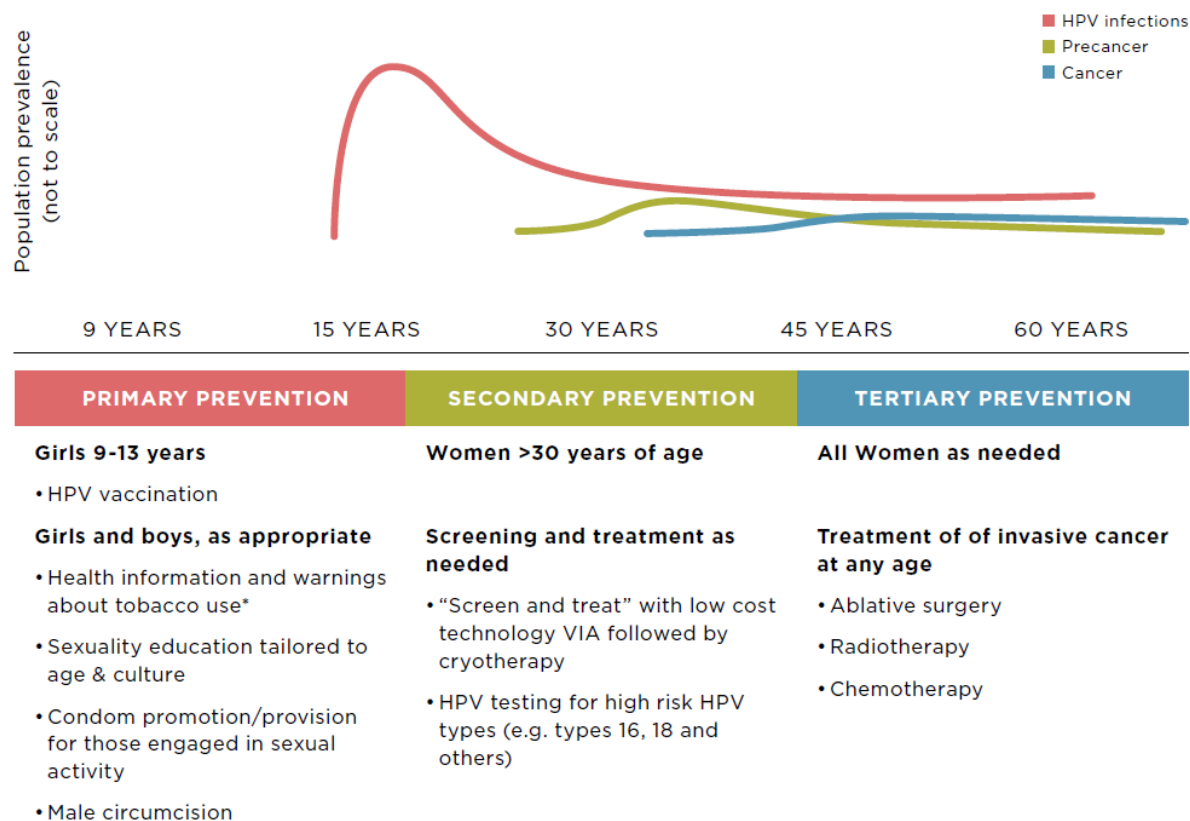 Population prevalence
(not to scale)
HPV infections
Precancer
Cancer
9 YEARS
15 YEARS
30 YEARS
45 YEARS
60 YEARS
PRIMARY PREVENTION
Girls 9-13 years
• HPV vaccination
Girls and boys, as appropriate
• Health information and warnings
about tobacco use*
• Sexuality education tailored to
age & culture
• Condom promotion/provision
for those engaged in sexual
activity
• Male circumcision
SECONDARY PREVENTION
Women >30 years of age
Screening and treatment as
needed
• “Screen and treat” with low cost
technology VIA followed by
cryotherapy
• HPV testing for high risk HPV
types (e.g. types 16, 18 and
others)
TERTIARY PREVENTION
All Women as needed
Treatment of of invasive cancer
at any age
• Ablative surgery
• Radiotherapy
• Chemotherapy